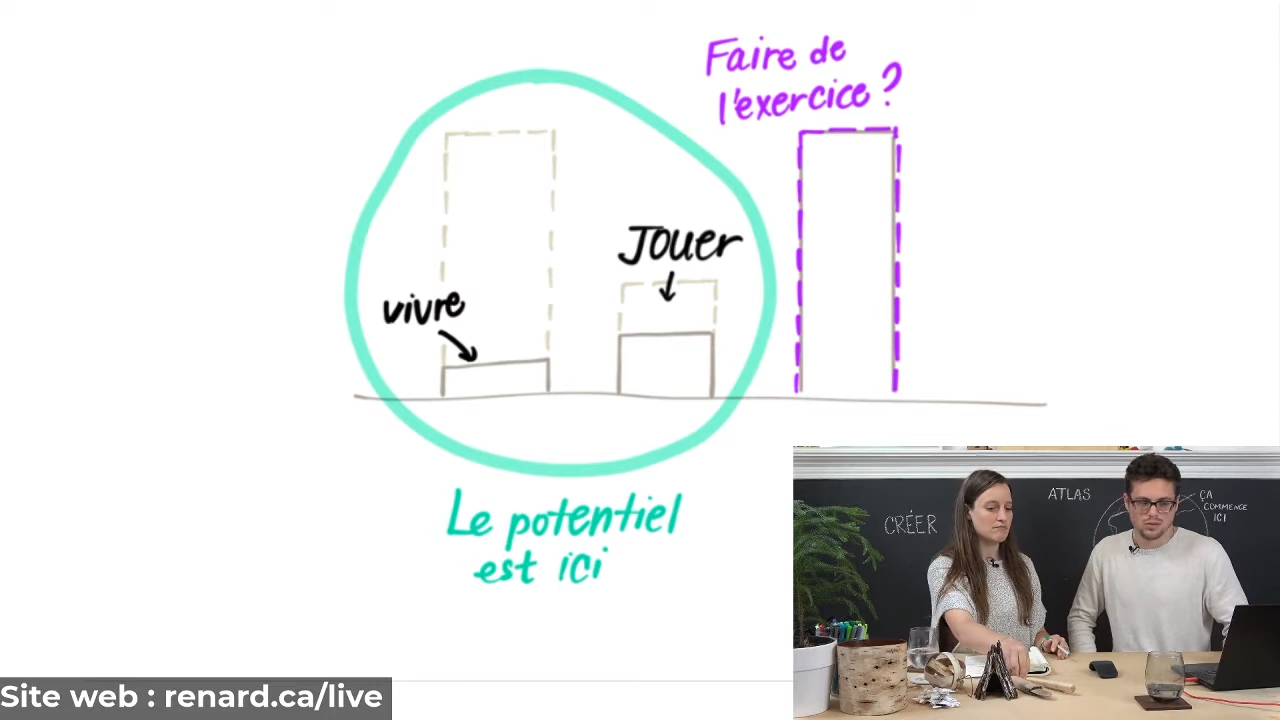 Faire de
l'exercice ?
Jouer
vivre
Le potentiel
est ici
ATLAS
CRÉER
ÇA
COMMENCE
ICI
Site web : renard.ca/live